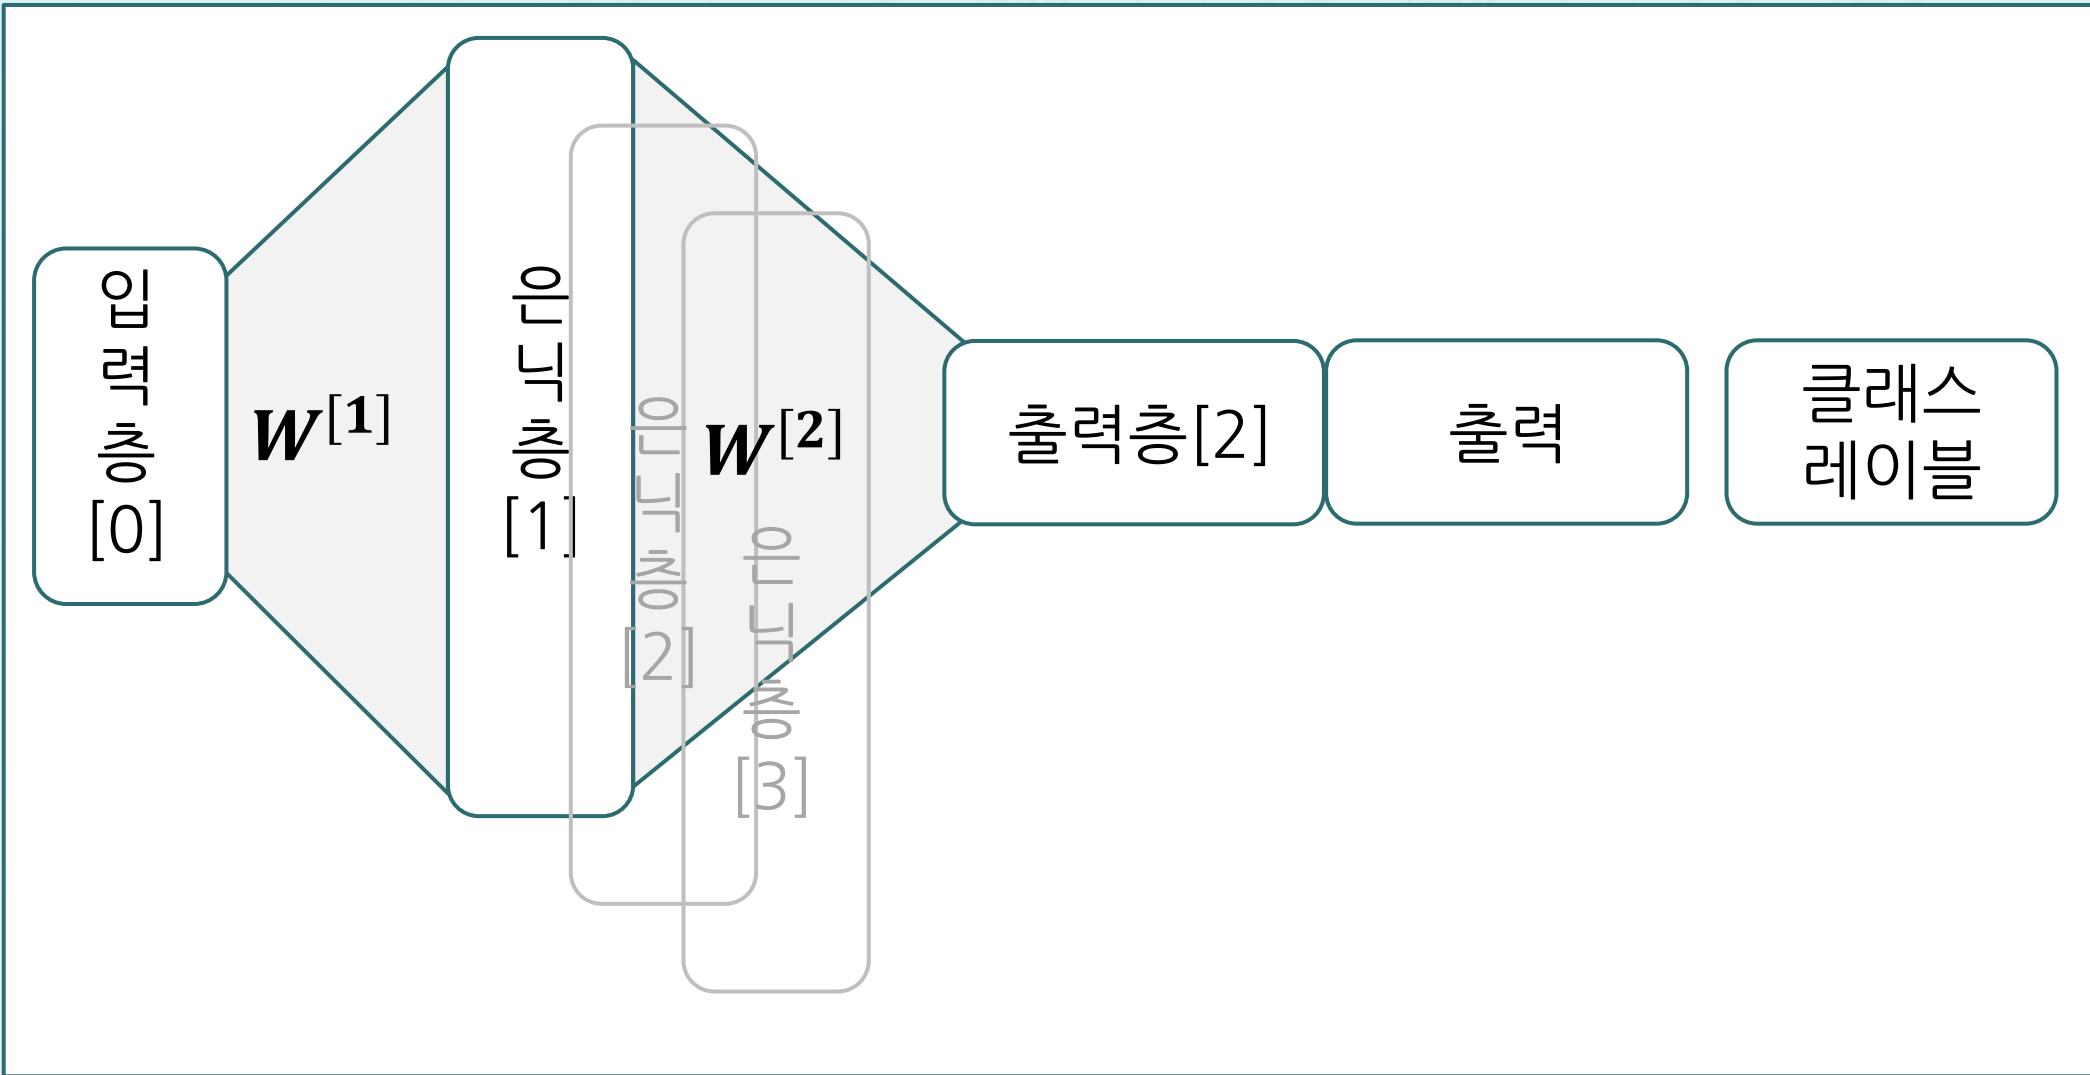 입
력
층
[0]
W[1]
은
닉
층
[1]
은
닉
층
[2]
W[2]
은
닉
층
[3]
출력층[2]
출력
클래스
레이블